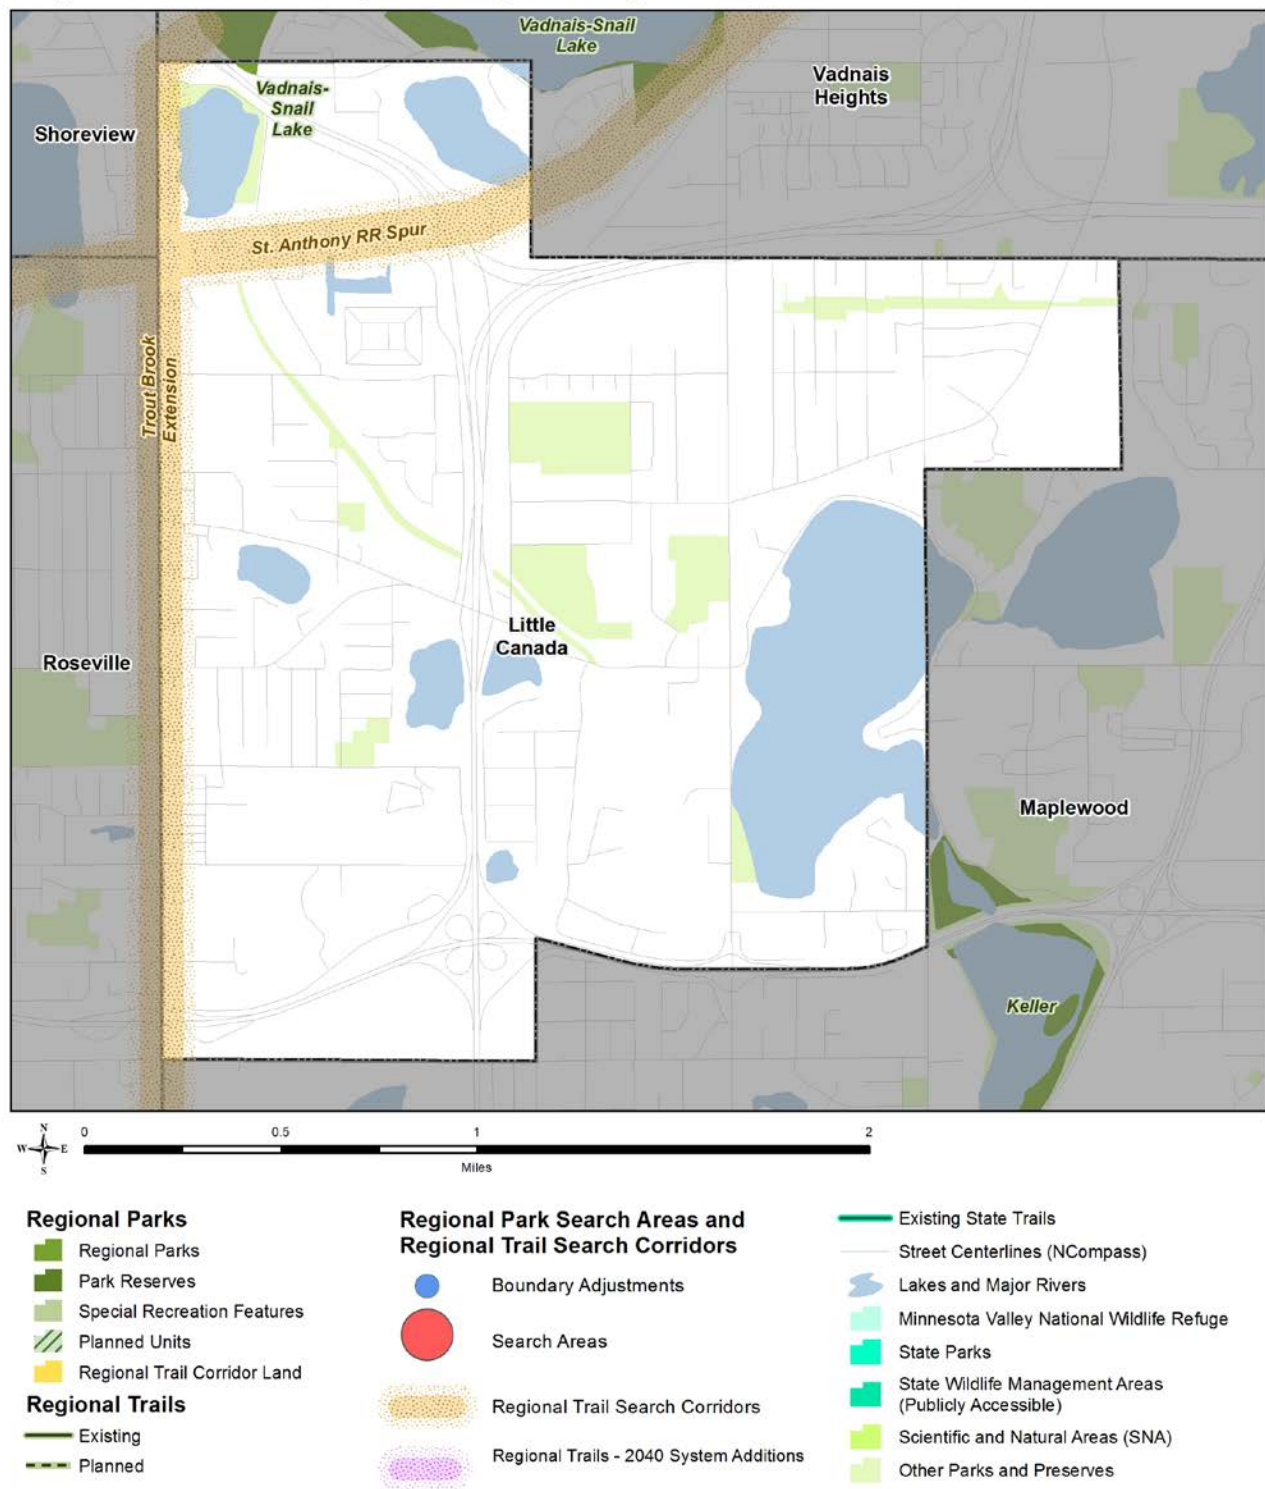 Vadnais-Snail
Lake
Vadnais
Heights
Vadnais-
Snail
Lake
Shoreview
St. Anthony RR Spur
Trout Brook
Extension
Little
Canada
Roseville
Maplewood
Keller
N
W E
S
0 0.5 1 2
Miles
Regional Parks
Regional Parks
Park Reserves
Special Recreation Features
Planned Units
Regional Trail Corridor Land
Regional Trails
Existing
Planned
Regional Park Search Areas and
Regional Trail Search Corridors
Boundary Adjustments
Search Areas
Regional Trail Search Corridors
Regional Trails - 2040 System Additions
Existing State Trails
Street Centerlines (NCompass)
Lakes and Major Rivers
Minnesota Valley National Wildlife Refuge
State Parks
State Wildlife Management Areas
(Publicly Accessible)
Scientific and Natural Areas (SNA)
Other Parks and Preserves